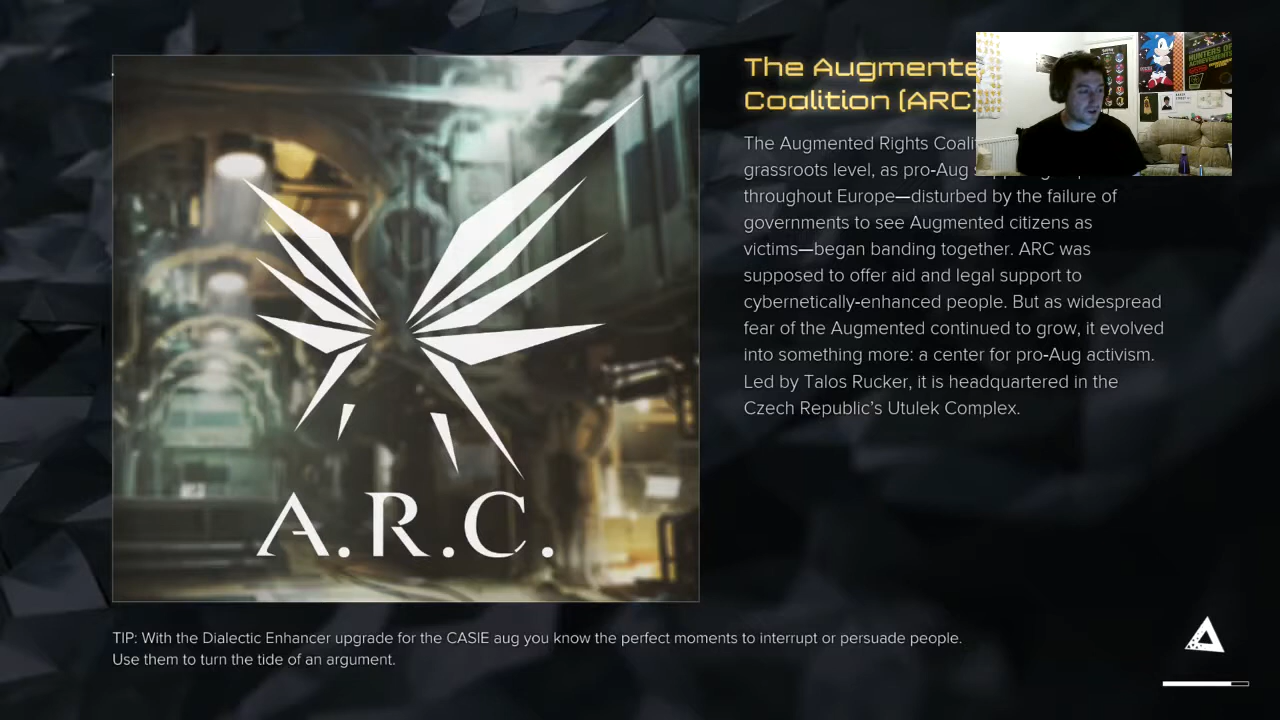 The Augmente
Coalition (ARC)
The Augmented Rights Coalit
grassroots level, as pro-Aug
throughout Europe—disturbed by the failure of
governments to see Augmented citizens as
victims—began banding together. ARC was
supposed to offer aid and legal support to
cybernetically-enhanced people. But as widespread
fear of the Augmented continued to grow, it evolved
into something more: a center for pro-Aug activism.
Led by Talos Rucker, it is headquartered in the
Czech Republic’s Utulek Complex.
A.R.C.
TIP: With the Dialectic Enhancer upgrade for the CASIE aug you know the perfect moments to interrupt or persuade people.
Use them to turn the tide of an argument.